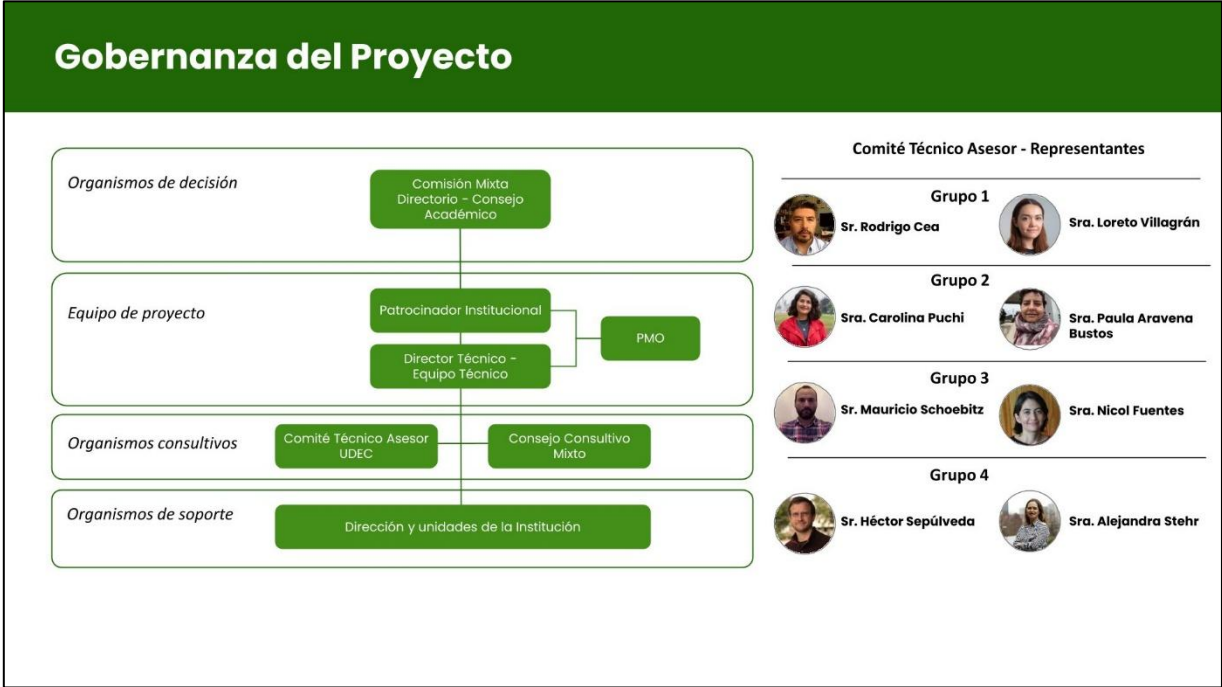 Gobernanza del Proyecto
Organismos de decisión
Comisión Mixta
Directorio - Consejo
Académico
Equipo de proyecto
Patrocinador Institucional
PMO
Director Técnico -
Equipo Técnico
Organismos consultivos
Comité Técnico Asesor
UDEC
Consejo Consultivo
Mixto
Organismos de soporte
Dirección y unidades de la Institución
Comité Técnico Asesor - Representantes
Grupo 1
Sr. Rodrigo Cea
Sra. Loreto Villagrán
Grupo 2
Sra. Carolina Puchi
Sra. Paula Aravena
Bustos
Grupo 3
Sr. Mauricio Schoebitz
Sra. Nicol Fuentes
Grupo 4
Sr. Héctor Sepúlveda
Sra. Alejandra Stehr